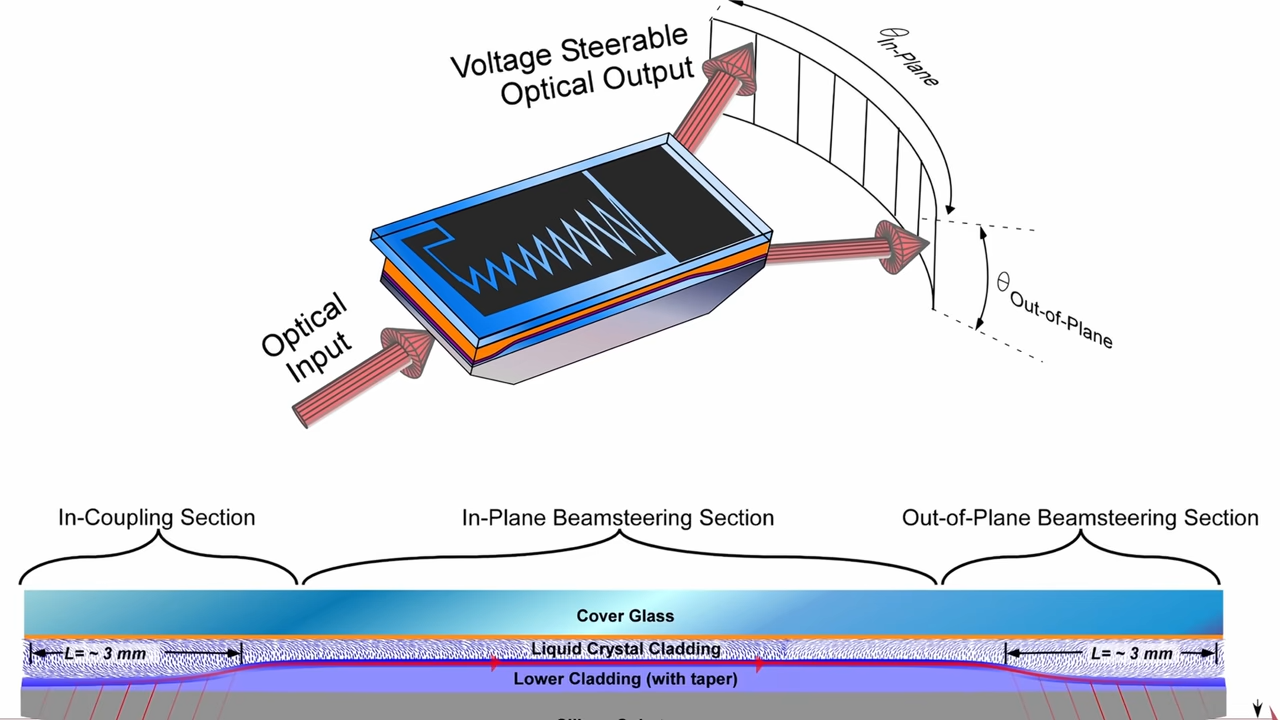 Voltage Steerable
Optical Output
θIn-Plane
θOut-of-Plane
Optical
Input
In-Coupling Section
In-Plane Beamsteering Section
Out-of-Plane Beamsteering Section
Cover Glass
Liquid Crystal Cladding
L= ~ 3 mm
L= ~ 3 mm
Lower Cladding (with taper)